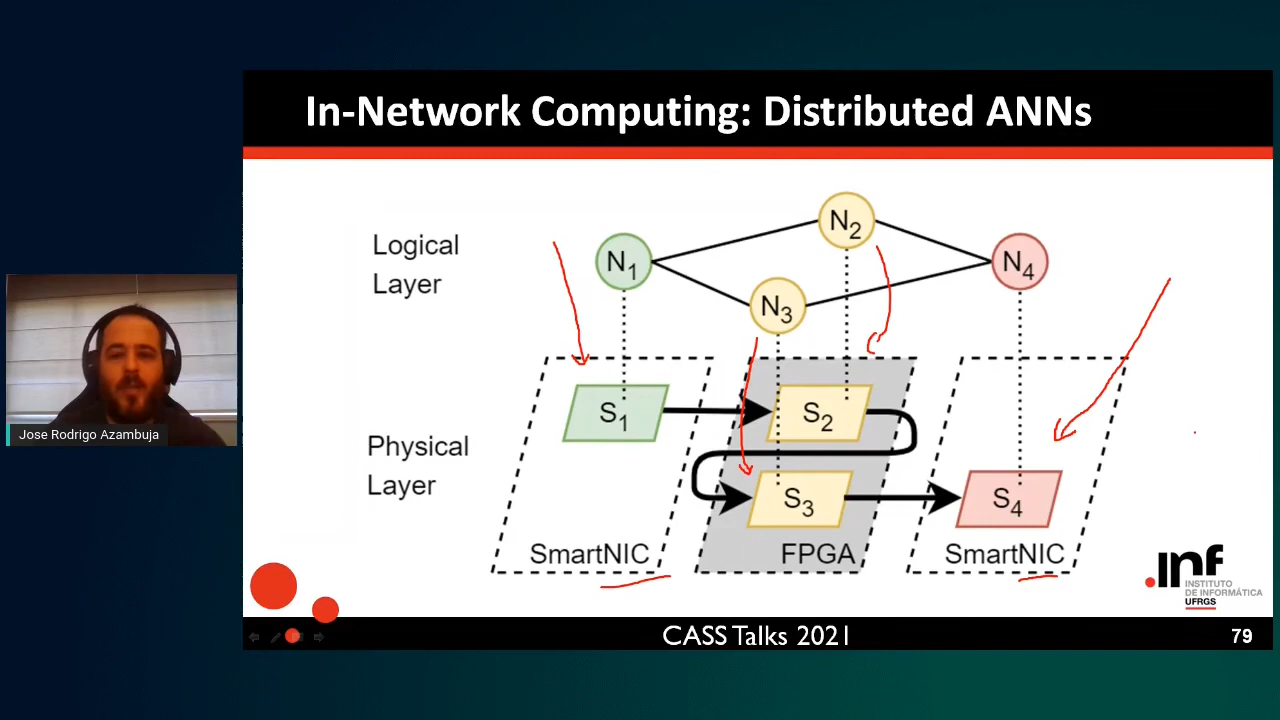 In-Network Computing: Distributed ANNs
Logical
Layer
N1
N2
N3
N4
Physical
Layer
S1
S2
S3
S4
SmartNIC
FPGA
SmartNIC
Jose Rodrigo Azambuja
.inf
INSTITUTO
DE INFORMÁTICA
UFRGS
CASS Talks 2021
79